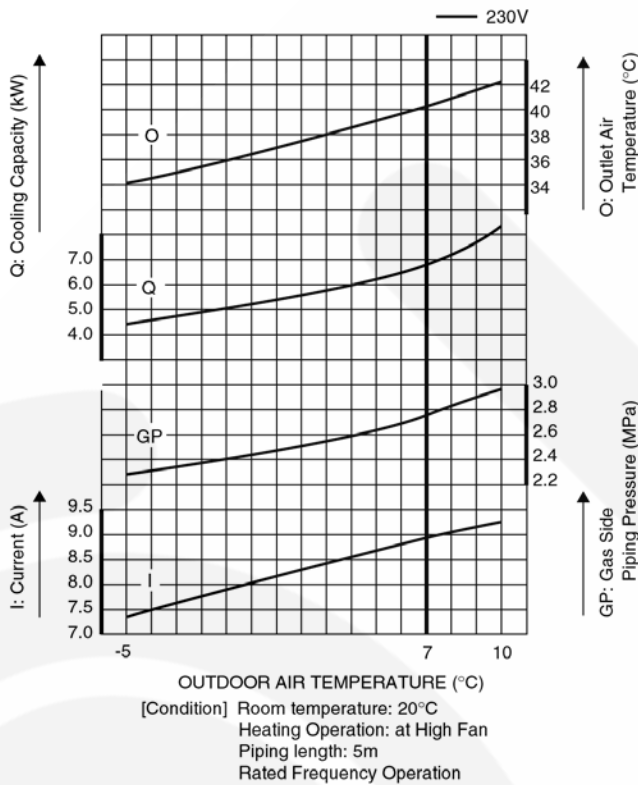 230V
Q: Cooling Capacity (kW)
O: Outlet Air
Temperature (°C)
O
42
40
38
36
34
Q
7.0
6.0
5.0
4.0
GP
3.0
2.8
2.6
2.4
2.2
I: Current (A)
GP: Gas Side
Piping Pressure (MPa)
I
9.5
9.0
8.5
8.0
7.5
7.0
-5 7 10
OUTDOOR AIR TEMPERATURE (°C)
[Condition] Room temperature: 20°C
Heating Operation: at High Fan
Piping length: 5m
Rated Frequency Operation